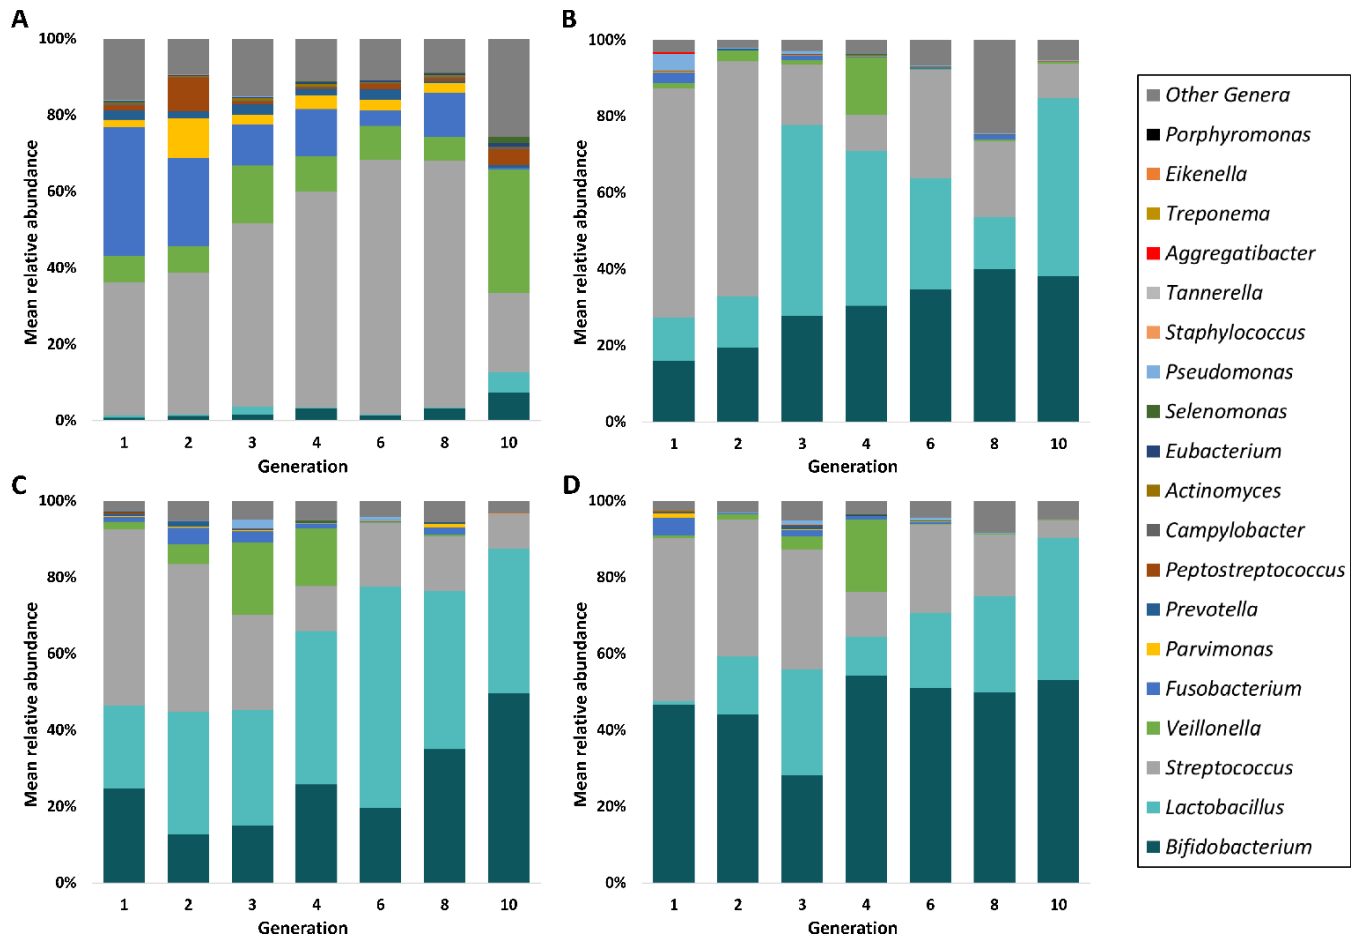 A
100%
80%
60%
40%
20%
0%
Mean relative abundance
1 2 3 4 6 8 10
Generation
B
100%
80%
60%
40%
20%
0%
Mean relative abundance
1 2 3 4 6 8 10
Generation
C
100%
80%
60%
40%
20%
0%
Mean relative abundance
1 2 3 4 6 8 10
Generation
D
100%
80%
60%
40%
20%
0%
Mean relative abundance
1 2 3 4 6 8 10
Generation
Other Genera
Porphyromonas
Eikenella
Treponema
Aggregatibacter
Tannerella
Staphylococcus
Pseudomonas
Selenomonas
Eubacterium
Actinomyces
Campylobacter
Peptostreptococcus
Prevotella
Parvimonas
Fusobacterium
Veillonella
Streptococcus
Lactobacillus
Bifidobacterium